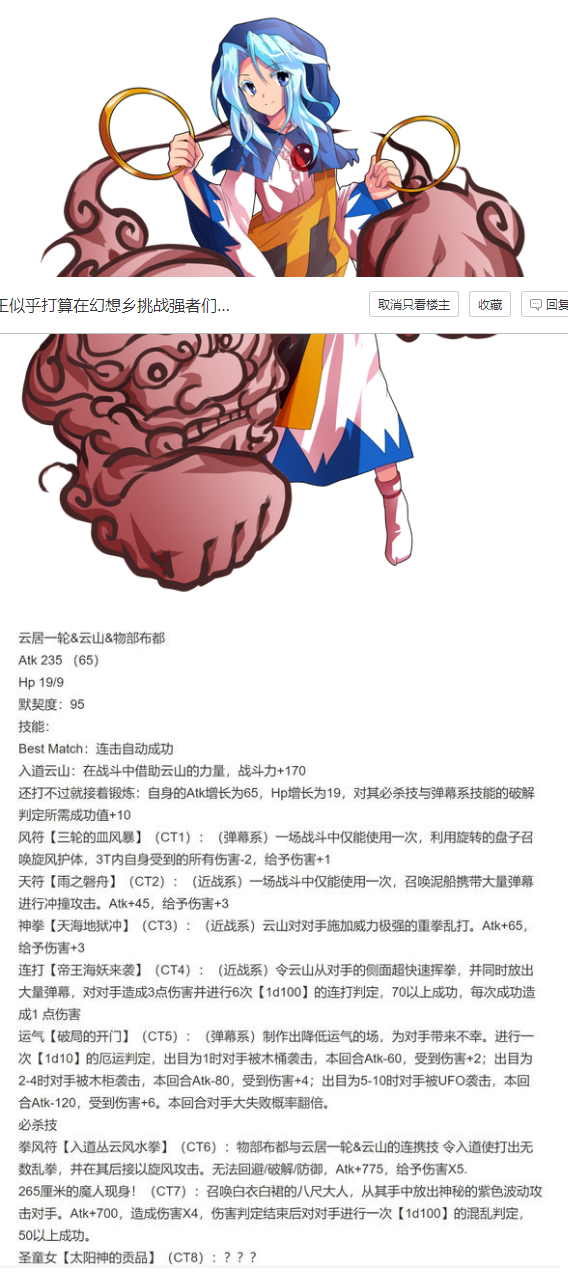 王似乎打算在幻想乡挑战强者们...
取消只看楼主
收藏
回复
云居一轮&云山&物部布都
Atk 235 （65）
Hp 19/9
默契度：95
技能：
Best Match：连击自动成功
入道云山：在战斗中借助云山的力量，战斗力+170
还打不过就接着锻炼：自身的Atk增长为65，Hp增长为19，对其必杀技与弹幕系技能的破解
判定所需成功值+10
风符【三轮的皿风暴】（CT1）：（弹幕系）一场战斗中仅能使用一次，利用旋转的盘子召
唤旋风护体，3T内自身受到的所有伤害-2，给予伤害+1
天符【雨之磐舟】（CT2）：（近战系）一场战斗中仅能使用一次，召唤泥船携带大量弹幕
进行冲撞攻击。Atk+45，给予伤害+3
神拳【天海地狱冲】（CT3）：（近战系）云山对对手施加威力极强的重拳乱打。Atk+65，
给予伤害+3
连打【帝王海妖来袭】（CT4）：（近战系）令云山从对手的侧面超快速挥拳，并同时放出
大量弹幕，对对手造成3点伤害并进行6次【1d100】的连打判定，70以上成功，每次成功造
成1 点伤害
运气【破局的开门】（CT5）：（弹幕系）制作出降低运气的场，为对手带来不幸。进行一
次【1d10】的厄运判定，出目为1时对手被木桶袭击，本回合Atk-60，受到伤害+2；出目为
2-4时对手被木柜袭击，本回合Atk-80，受到伤害+4；出目为5-10时对手被UFO袭击，本回
合Atk-120，受到伤害+6。本回合对手大失败概率翻倍。
必杀技
拳风符【入道丛云风水拳】（CT6）：物部布都与云居一轮&云山的连携技 令入道使打出无
数乱拳，并在其后接以旋风攻击。无法回避/破解/防御，Atk+775，给予伤害X5.
265厘米的魔人现身！（CT7）：召唤白衣白裙的八尺大人，从其手中放出神秘的紫色波动攻
击对手。Atk+700，造成伤害X4，伤害判定结束后对对手进行一次【1d100】的混乱判定，
50以上成功。
圣童女【太阳神的贡品】（CT8）：？？？